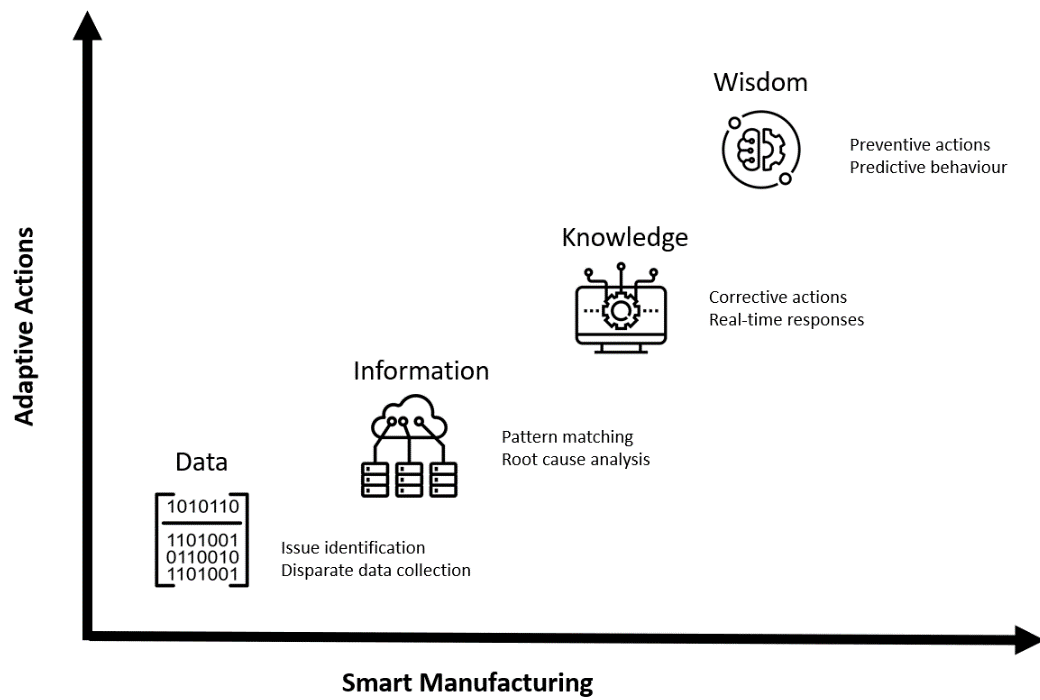 Wisdom
Preventive actions
Predictive behaviour
Knowledge
Corrective actions
Real-time responses
Adaptive Actions
Information
Pattern matching
Root cause analysis
Data
1010110
1101001
0110010
1101001
Issue identification
Disparate data collection
Smart Manufacturing